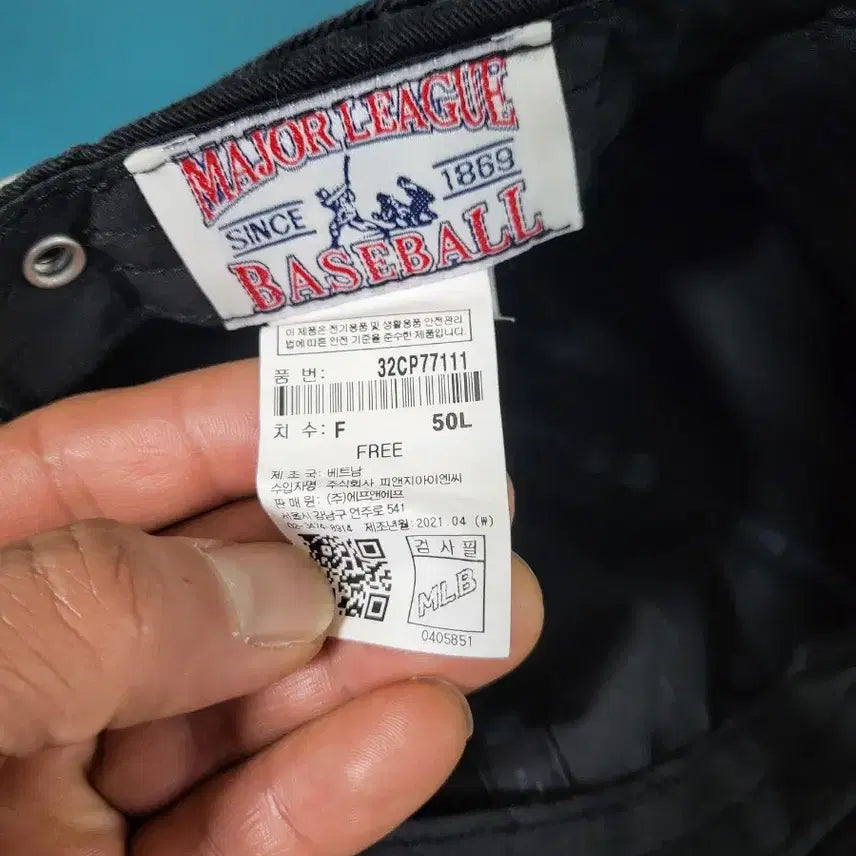 MAJOR LEAGUE
SINCE 1869
BASEBALL
이 제품은 전기용품 및 생활용품 안전관리
법에 따른 안전 기준을 준수한 제품입니다.
품 번: 32CP77111
치 수: F 50L
FREE
제 조 국: 베트남
수입자명: 주식회사 피앤지아이엔씨
판 매 원: (주)에프앤에프
서울시 강남구 언주로 541
제조년월: 2021.04 (W)
검 사 필
MLB
0405851